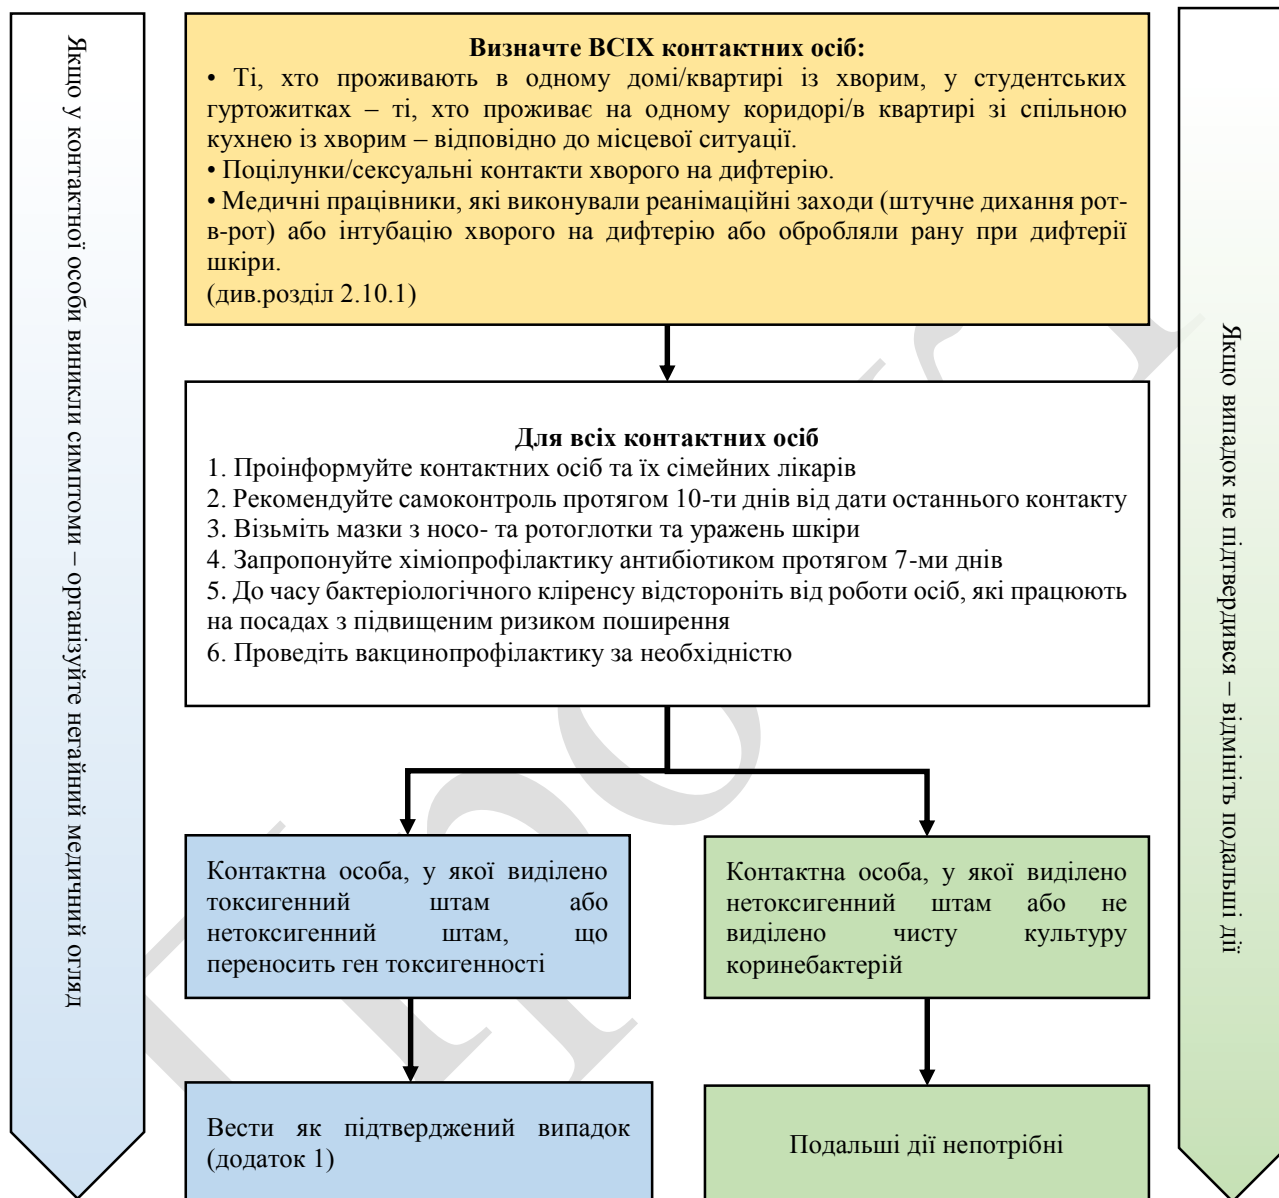 Якщо у контактної особи виникли симптоми – організуйте негайний медичний огляд
Визначте ВСІХ контактних осіб:
• Ті, хто проживають в одному домі/квартирі із хворим, у студентських
гуртожитках – ті, хто проживає на одному коридорі/в квартирі зі спільною
кухнею із хворим – відповідно до місцевої ситуації.
• Поцілунки/сексуальні контакти хворого на дифтерію.
• Медичні працівники, які виконували реанімаційні заходи (штучне дихання рот-
в-рот) або інтубацію хворого на дифтерію або обробляли рану при дифтерії
шкіри.
(див.розділ 2.10.1)
Для всіх контактних осіб
1. Проінформуйте контактних осіб та їх сімейних лікарів
2. Рекомендуйте самоконтроль протягом 10-ти днів від дати останнього контакту
3. Візьміть мазки з носо- та ротоглотки та уражень шкіри
4. Запропонуйте хіміопрофілактику антибіотиком протягом 7-ми днів
5. До часу бактеріологічного кліренсу відстороніть від роботи осіб, які працюють
на посадах з підвищеним ризиком поширення
6. Проведіть вакцинопрофілактику за необхідністю
Контактна особа, у якої виділено
токсигенний штам або
нетоксигенний штам, що
переносить ген токсигенності
Контактна особа, у якої виділено
нетоксигенний штам або не
виділено чисту культуру
коринебактерій
Вести як підтверджений випадок
(додаток 1)
Подальші дії непотрібні
Якщо випадок не підтвердився – відмініть подальші дії